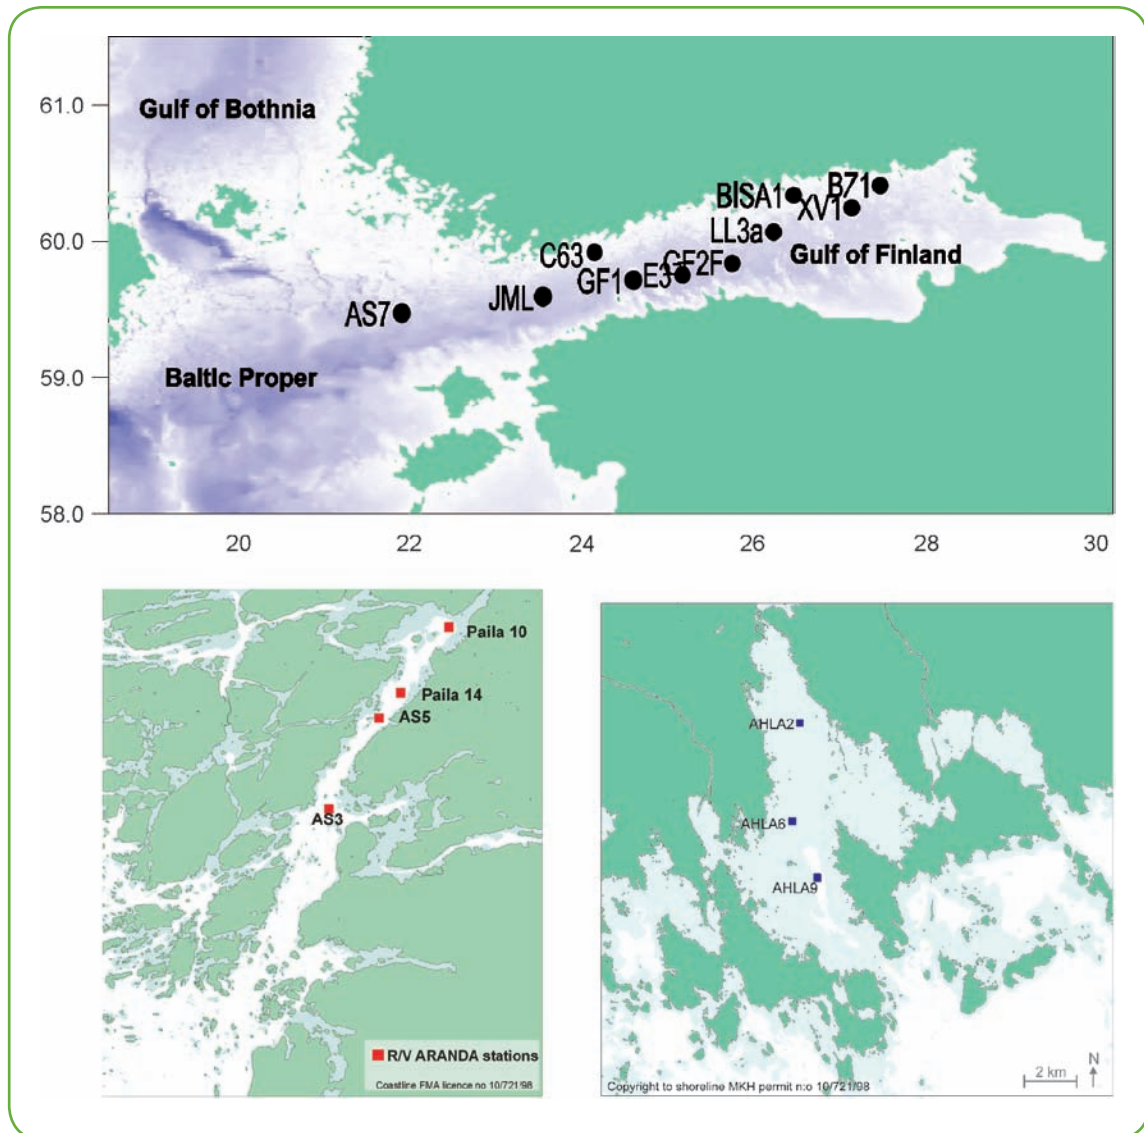 61.0
Gulf of Bothnia
60.0
59.0
58.0
B71
BISA1
XV1
LL3a
Gulf of Finland
C63
GF2F
E3
GF1
JML
AS7
Baltic Proper
20
22
24
26
28
30
Paila 10
Paila 14
AS5
AS3
R/V ARANDA stations
Coastline FMA licence no 10/721/98
AHLA2
AHLA6
AHLA9
Copyright to shoreline MKH permit n:o 10/721/98
2 km
N